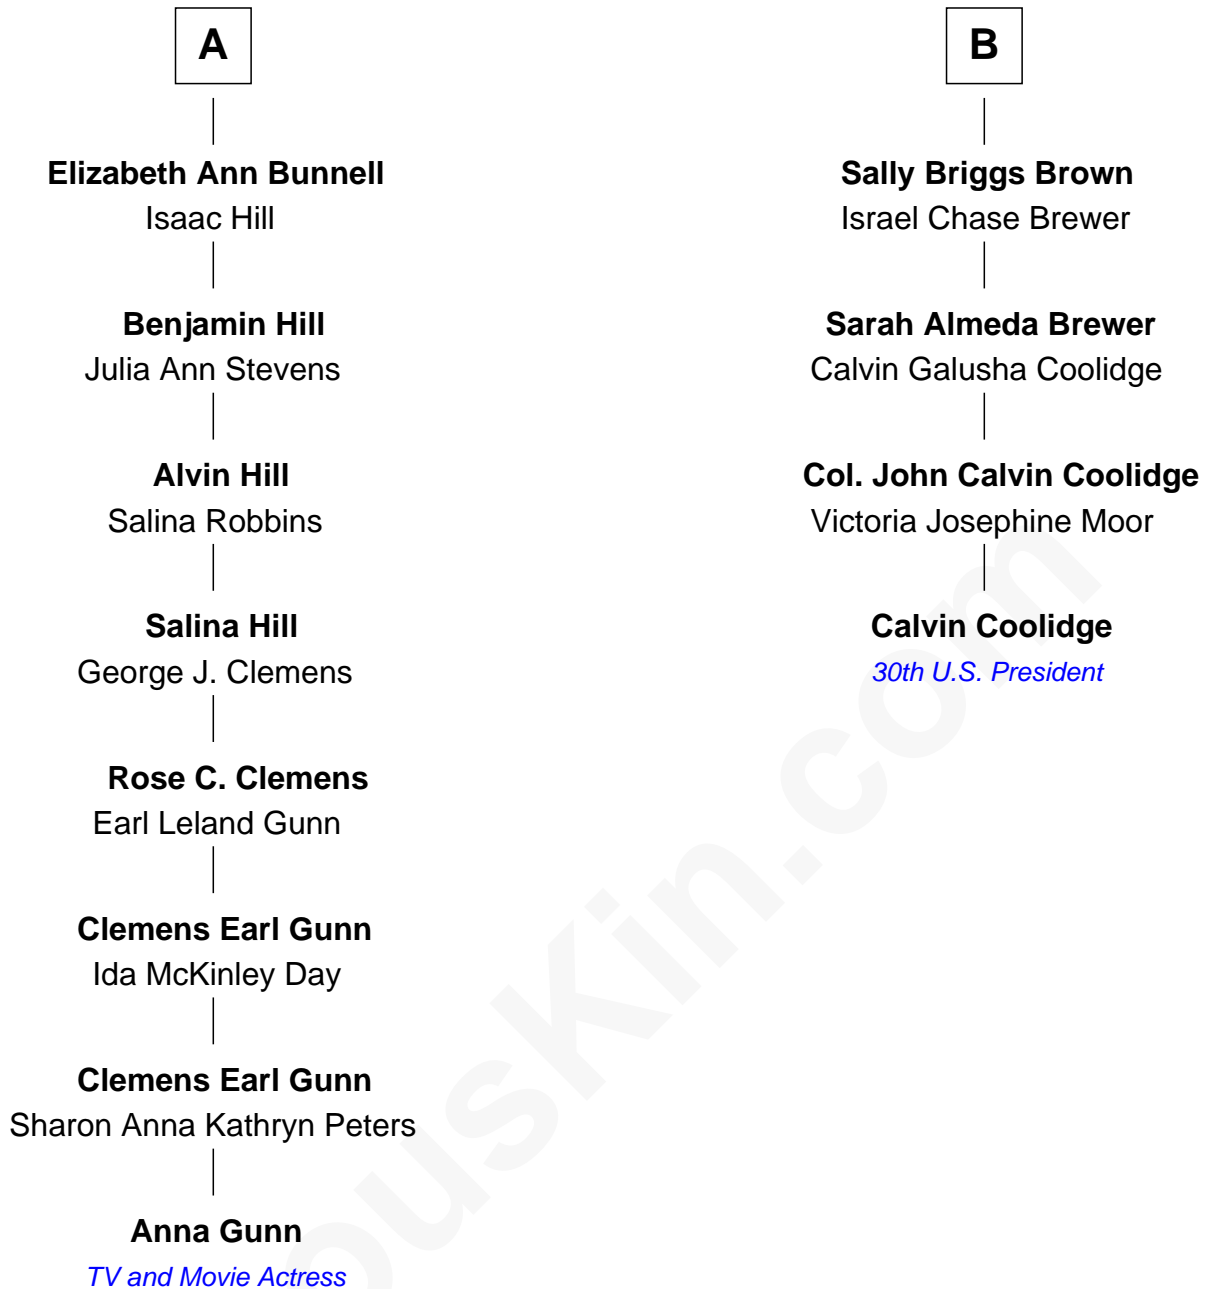 A
Elizabeth Ann Bunnell
Isaac Hill
Benjamin Hill
Julia Ann Stevens
Alvin Hill
Salina Robbins
Salina Hill
George J. Clemens
Rose C. Clemens
Earl Leland Gunn
Clemens Earl Gunn
Ida McKinley Day
Clemens Earl Gunn
Sharon Anna Kathryn Peters
Anna Gunn
TV and Movie Actress
B
Sally Briggs Brown
Israel Chase Brewer
Sarah Almeda Brewer
Calvin Galusha Coolidge
Col. John Calvin Coolidge
Victoria Josephine Moor
Calvin Coolidge
30th U.S. President
ousKin.com